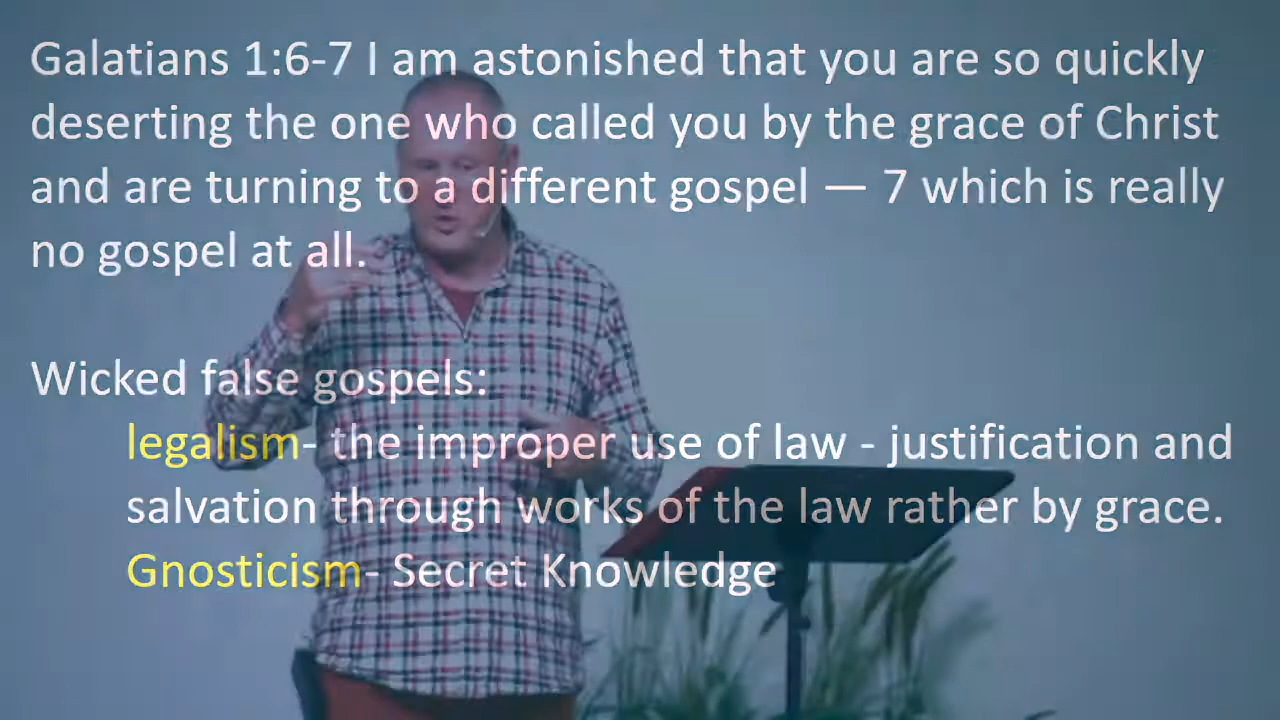 Galatians 1:6-7 I am astonished that you are so quickly
deserting the one who called you by the grace of Christ
and are turning to a different gospel — 7 which is really
no gospel at all.
Wicked false gospels:
legalism- the improper use of law - justification and
salvation through works of the law rather by grace.
Gnosticism- Secret Knowledge